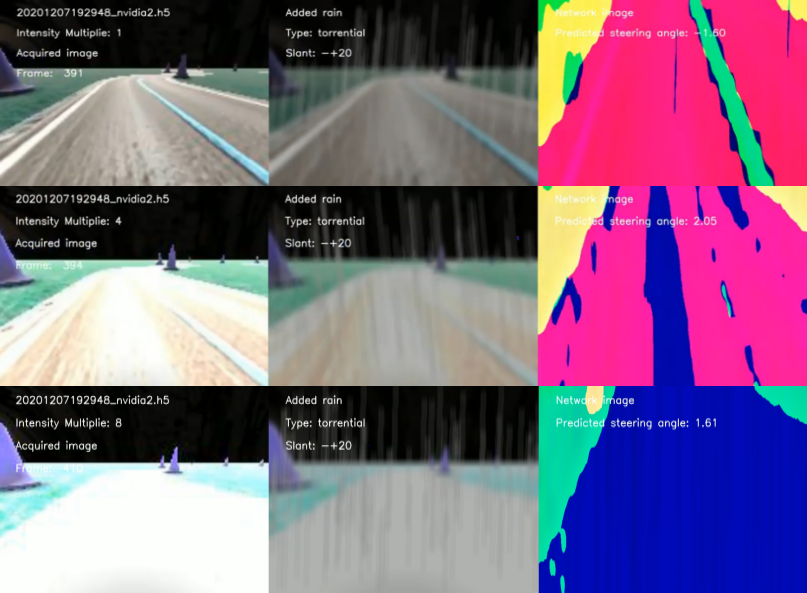 20201207192948_nvidia2.h5
Intensity Multiplie: 1
Acquired image
Frame: 391
Added rain
Type: torrential
Slant: -+20
Network image
Predicted steering angle: -1.60
20201207192948_nvidia2.h5
Intensity Multiplie: 4
Acquired image
Frame: 394
Added rain
Type: torrential
Slant: -+20
Network image
Predicted steering angle: 2.05
20201207192948_nvidia2.h5
Intensity Multiplie: 8
Acquired image
Frame: 410
Added rain
Type: torrential
Slant: -+20
Network image
Predicted steering angle: 1.61